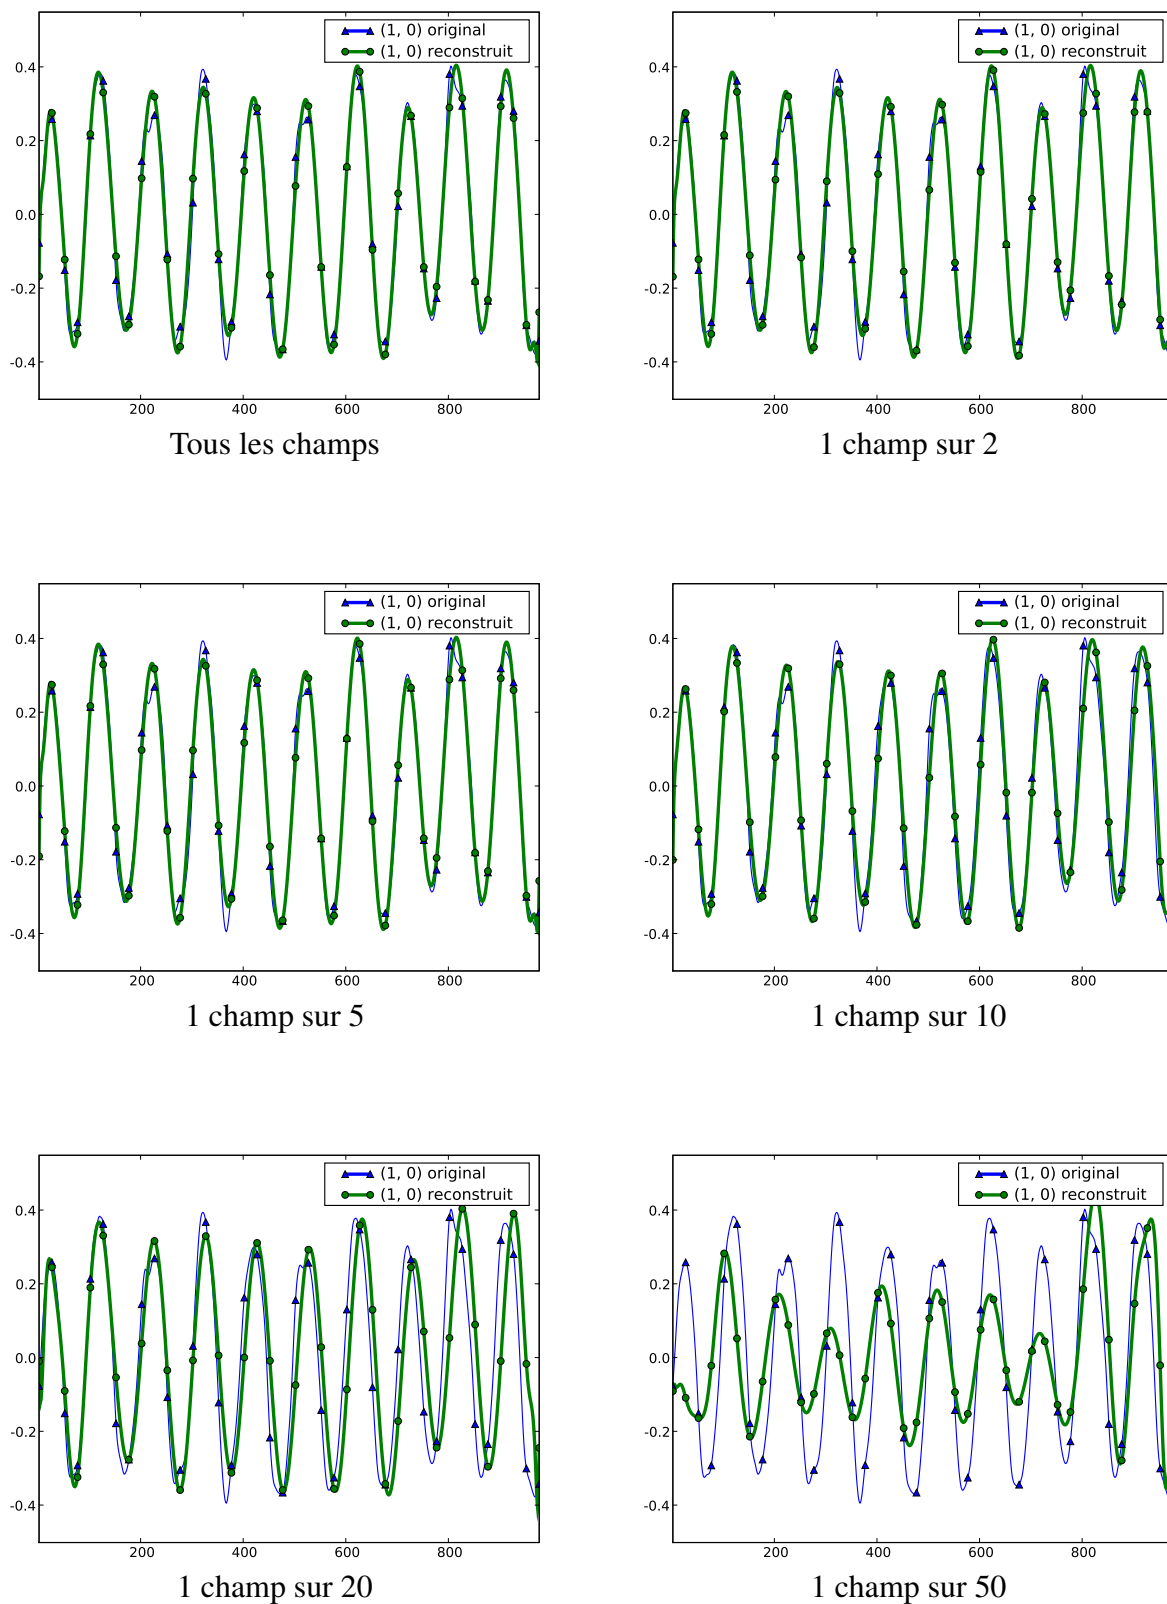 (1, 0) original
(1, 0) reconstruit
0.4
0.2
0.0
-0.2
-0.4
200 400 600 800
Tous les champs
(1, 0) original
(1, 0) reconstruit
0.4
0.2
0.0
-0.2
-0.4
200 400 600 800
1 champ sur 2
(1, 0) original
(1, 0) reconstruit
0.4
0.2
0.0
-0.2
-0.4
200 400 600 800
1 champ sur 5
(1, 0) original
(1, 0) reconstruit
0.4
0.2
0.0
-0.2
-0.4
200 400 600 800
1 champ sur 10
(1, 0) original
(1, 0) reconstruit
0.4
0.2
0.0
-0.2
-0.4
200 400 600 800
1 champ sur 20
(1, 0) original
(1, 0) reconstruit
0.4
0.2
0.0
-0.2
-0.4
200 400 600 800
1 champ sur 50